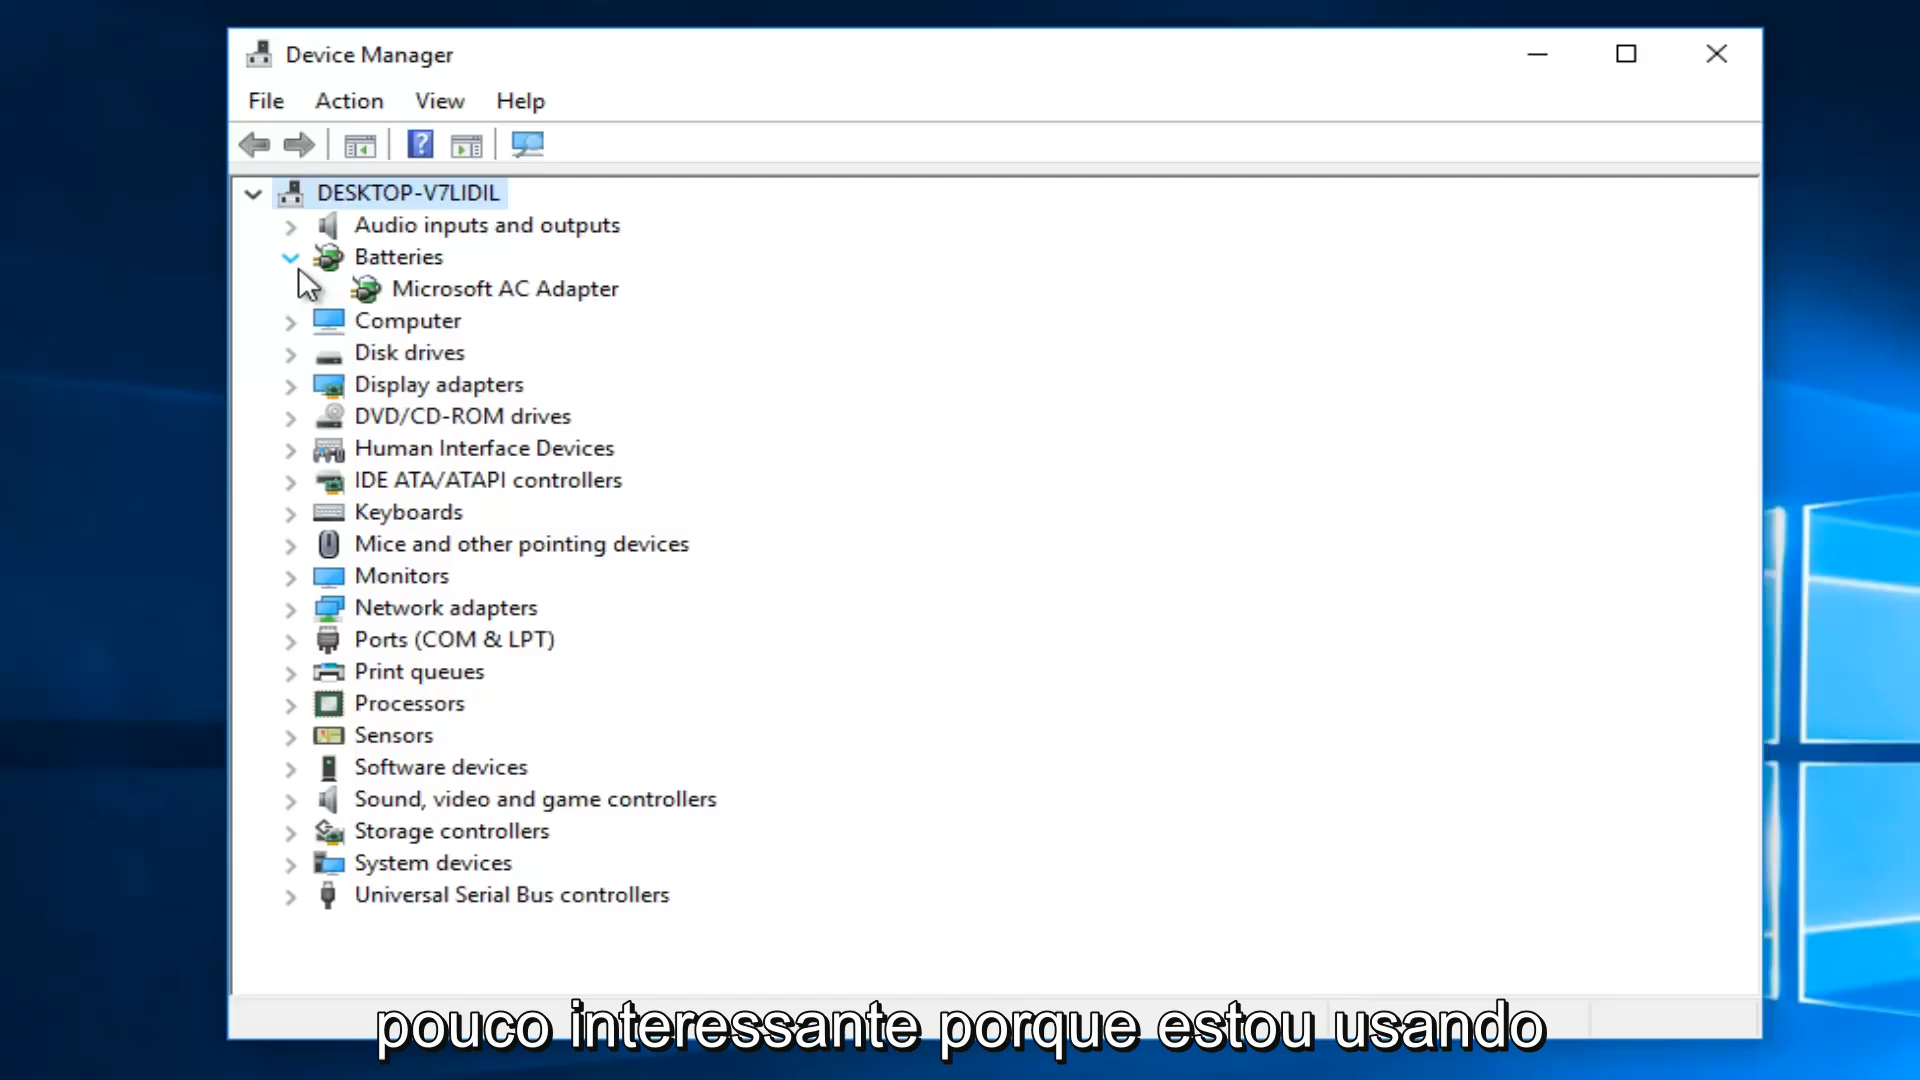 Device Manager
File Action View Help
DESKTOP-V7LIDIL
Audio inputs and outputs
Batteries
Microsoft AC Adapter
Computer
Disk drives
Display adapters
DVD/CD-ROM drives
Human Interface Devices
IDE ATA/ATAPI controllers
Keyboards
Mice and other pointing devices
Monitors
Network adapters
Ports (COM & LPT)
Print queues
Processors
Sensors
Software devices
Sound, video and game controllers
Storage controllers
System devices
Universal Serial Bus controllers
pouco interessante porque estou usando